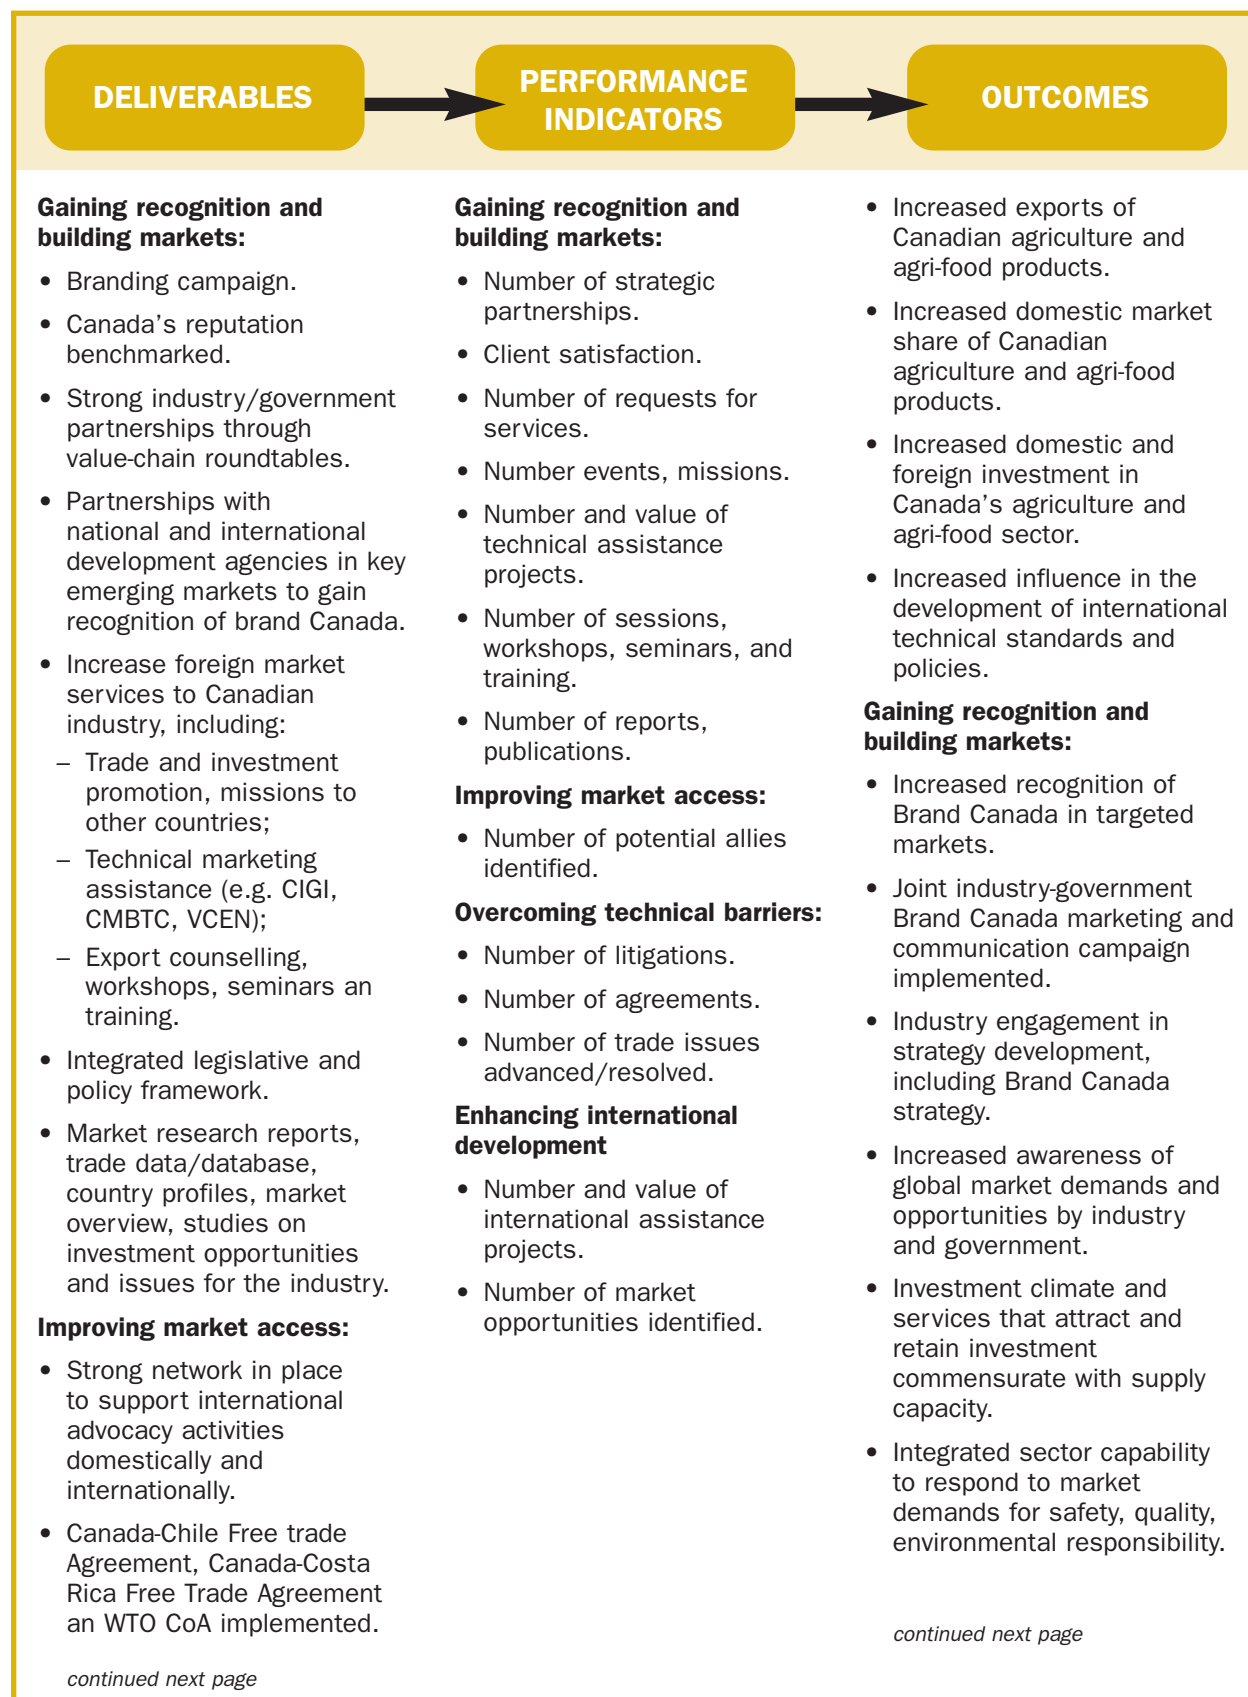 DELIVERABLES
PERFORMANCE
INDICATORS
OUTCOMES
Gaining recognition and
building markets:
• Branding campaign.
• Canada's reputation
benchmarked.
• Strong industry/government
partnerships through
value-chain roundtables.
• Partnerships with
national and international
development agencies in key
emerging markets to gain
recognition of brand Canada.
• Increase foreign market
services to Canadian
industry, including:
– Trade and investment
promotion, missions to
other countries;
– Technical marketing
assistance (e.g. CIGI,
CMBTC, VCEN);
– Export counselling,
workshops, seminars an
training.
• Integrated legislative and
policy framework.
• Market research reports,
trade data/database,
country profiles, market
overview, studies on
investment opportunities
and issues for the industry.
Improving market access:
• Strong network in place
to support international
advocacy activities
domestically and
internationally.
• Canada-Chile Free trade
Agreement, Canada-Costa
Rica Free Trade Agreement
an WTO CoA implemented.
continued next page
Gaining recognition and
building markets:
• Number of strategic
partnerships.
• Client satisfaction.
• Number of requests for
services.
• Number events, missions.
• Number and value of
technical assistance
projects.
• Number of sessions,
workshops, seminars, and
training.
• Number of reports,
publications.
Improving market access:
• Number of potential allies
identified.
Overcoming technical barriers:
• Number of litigations.
• Number of agreements.
• Number of trade issues
advanced/resolved.
Enhancing international
development
• Number and value of
international assistance
projects.
• Number of market
opportunities identified.
• Increased exports of
Canadian agriculture and
agri-food products.
• Increased domestic market
share of Canadian
agriculture and agri-food
products.
• Increased domestic and
foreign investment in
Canada's agriculture and
agri-food sector.
• Increased influence in the
development of international
technical standards and
policies.
Gaining recognition and
building markets:
• Increased recognition of
Brand Canada in targeted
markets.
• Joint industry-government
Brand Canada marketing and
communication campaign
implemented.
• Industry engagement in
strategy development,
including Brand Canada
strategy.
• Increased awareness of
global market demands and
opportunities by industry
and government.
• Investment climate and
services that attract and
retain investment
commensurate with supply
capacity.
• Integrated sector capability
to respond to market
demands for safety, quality,
environmental responsibility.
continued next page